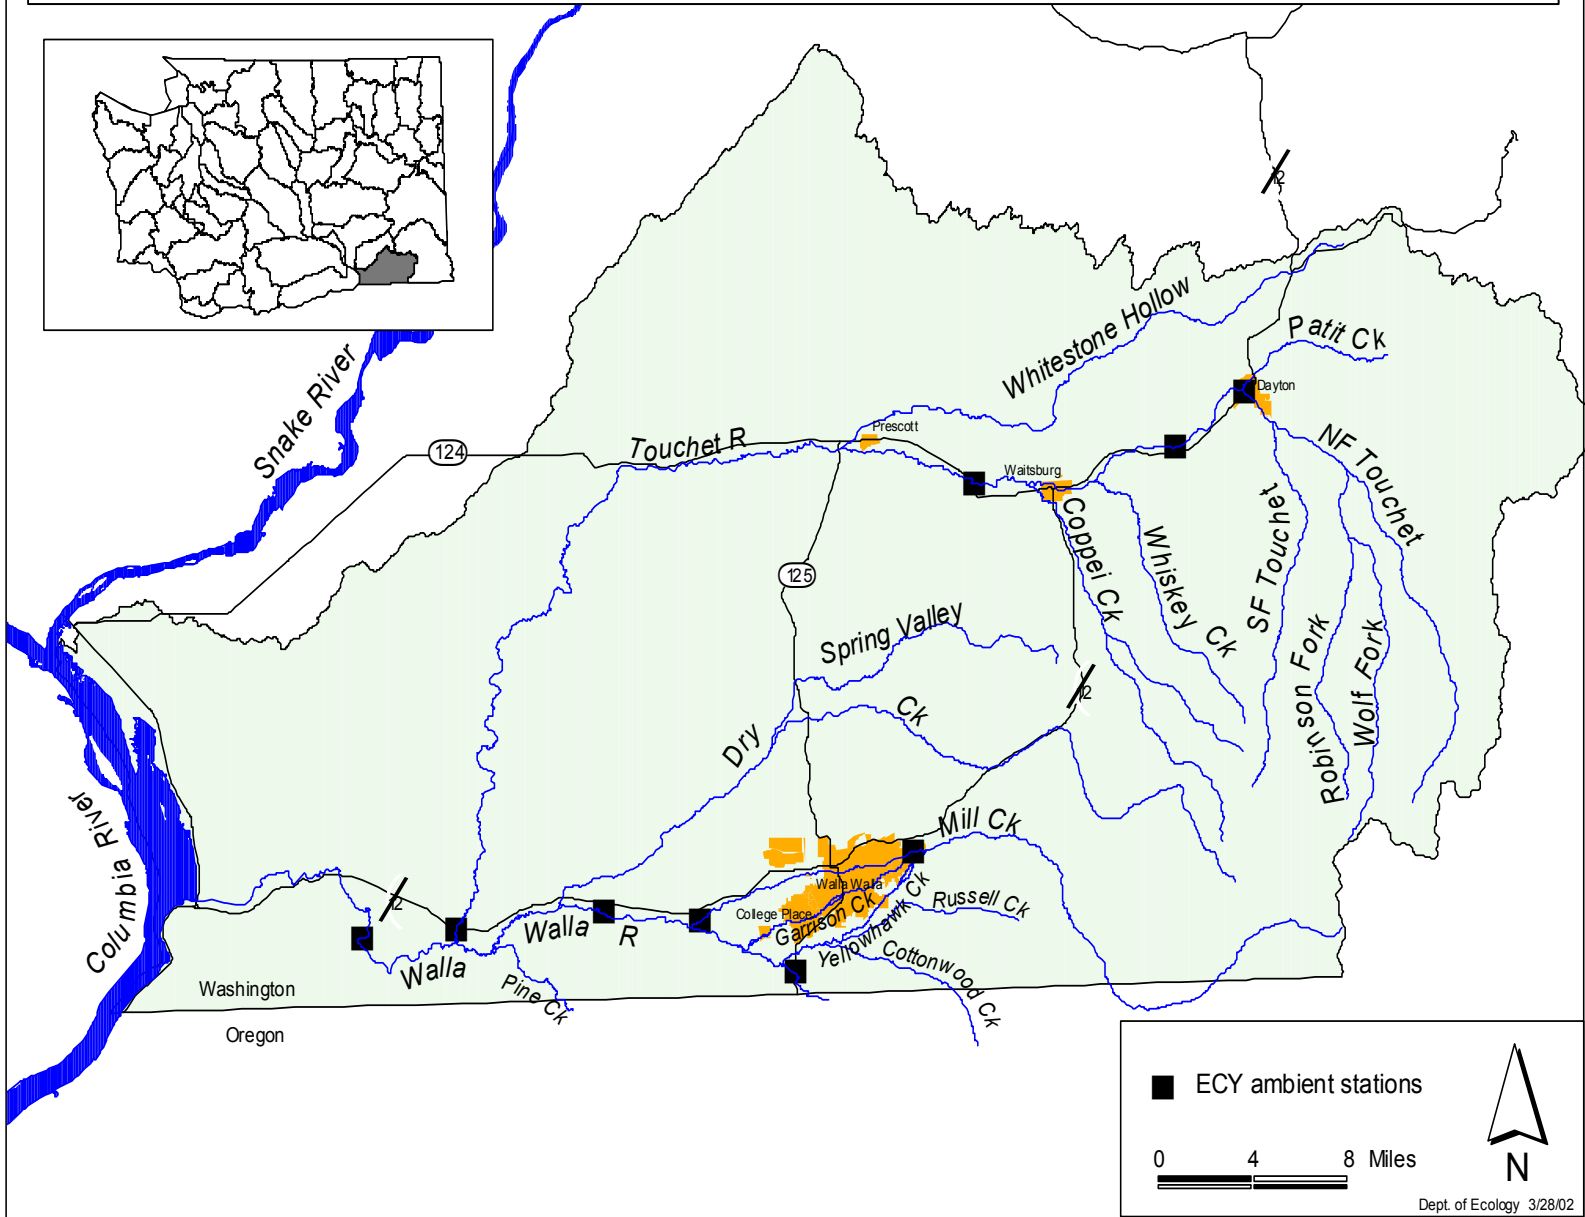 12
Whitestone Hollow
Patit Ck
Snake River
Dayton
Prescott
Touchet R
NF Touchet
124
Waitsburg
Coppei Ck
Whiskey Ck
SF Touchet
125
Spring Valley
Robinson Fork
Wolf Fork
12
Dry Ck
Columbia River
Mill Ck
Walla Walla
12
College Place
Garrison Ck
Yellowhawk Ck
Russell Ck
Walla Walla R
Cottonwood Ck
Pine Ck
Washington
Oregon
ECY ambient stations
0 4 8 Miles
N
Dept. of Ecology 3/28/02